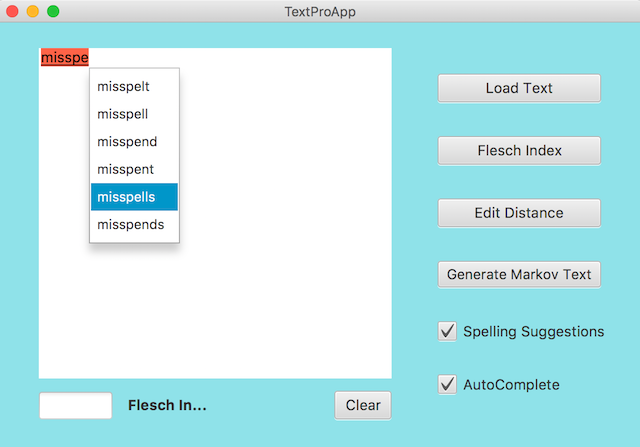 TextProApp
misspe
misspelt
misspell
misspend
misspent
misspells
misspends
Load Text
Flesch Index
Edit Distance
Generate Markov Text
Spelling Suggestions
AutoComplete
Flesch In...
Clear